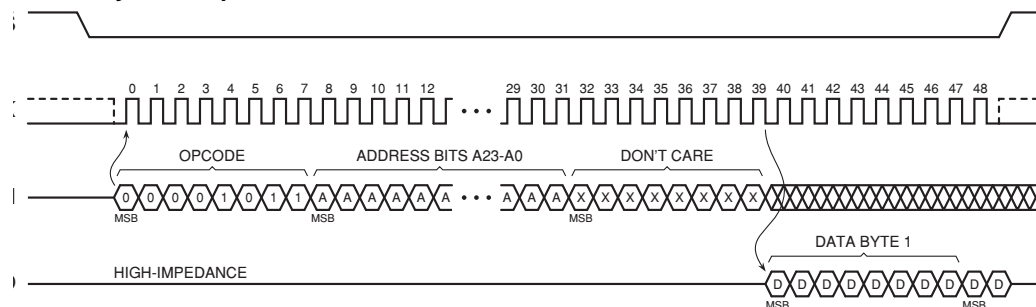 0 1 2 3 4 5 6 7 8 9 10 11 12 29 30 31 32 33 34 35 36 37 38 39 40 41 42 43 44 45 46 47 48
OPCODE ADDRESS BITS A23-A0 DON'T CARE
0 0 0 0 1 0 1 1 A A A A A A A A A X X X X X X X X
MSB MSB MSB
DATA BYTE 1
HIGH-IMPEDANCE
D D D D D D D D D D
MSB MSB